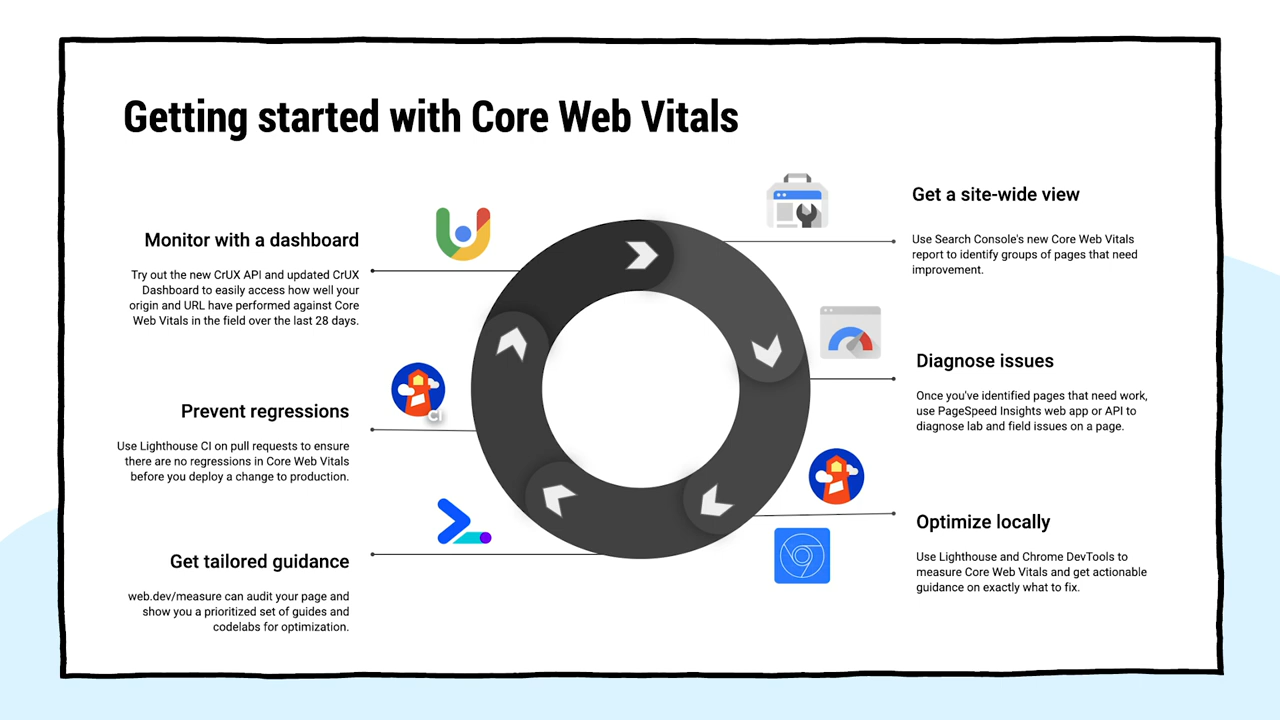 Getting started with Core Web Vitals
Get a site-wide view
Use Search Console's new Core Web Vitals
report to identify groups of pages that need
improvement.
Diagnose issues
Once you've identified pages that need work,
use PageSpeed Insights web app or API to
diagnose lab and field issues on a page.
Optimize locally
Use Lighthouse and Chrome DevTools to
measure Core Web Vitals and get actionable
guidance on exactly what to fix.
Get tailored guidance
web.dev/measure can audit your page and
show you a prioritized set of guides and
codelabs for optimization.
Prevent regressions
CI
Use Lighthouse CI on pull requests to ensure
there are no regressions in Core Web Vitals
before you deploy a change to production.
Monitor with a dashboard
Try out the new CrUX API and updated CrUX
Dashboard to easily access how well your
origin and URL have performed against Core
Web Vitals in the field over the last 28 days.